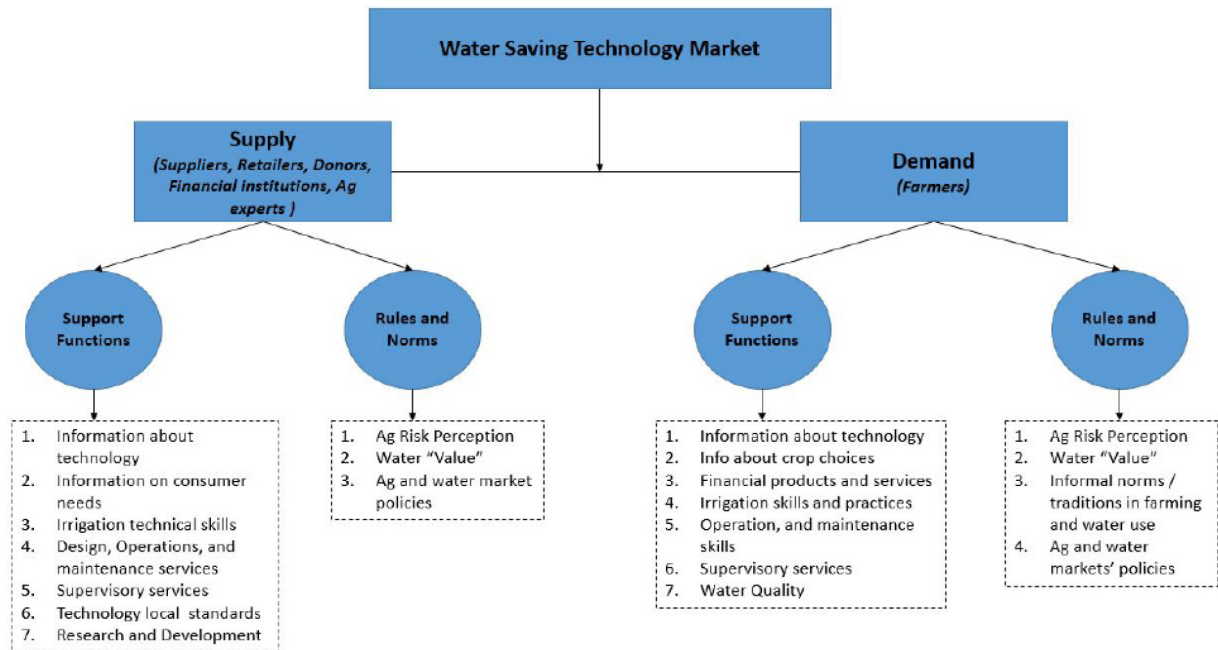 Water Saving Technology Market
Supply
(Suppliers, Retailers, Donors,
Financial institutions, Ag
experts )
Demand
(Farmers)
Support
Functions
Rules and
Norms
Support
Functions
Rules and
Norms
1. Information about
technology
2. Information on consumer
needs
3. Irrigation technical skills
4. Design, Operations, and
maintenance services
5. Supervisory services
6. Technology local standards
7. Research and Development
1. Ag Risk Perception
2. Water “Value”
3. Ag and water market
policies
1. Information about technology
2. Info about crop choices
3. Financial products and services
4. Irrigation skills and practices
5. Operation, and maintenance
skills
6. Supervisory services
7. Water Quality
1. Ag Risk Perception
2. Water “Value”
3. Informal norms /
traditions in farming
and water use
4. Ag and water
markets’ policies